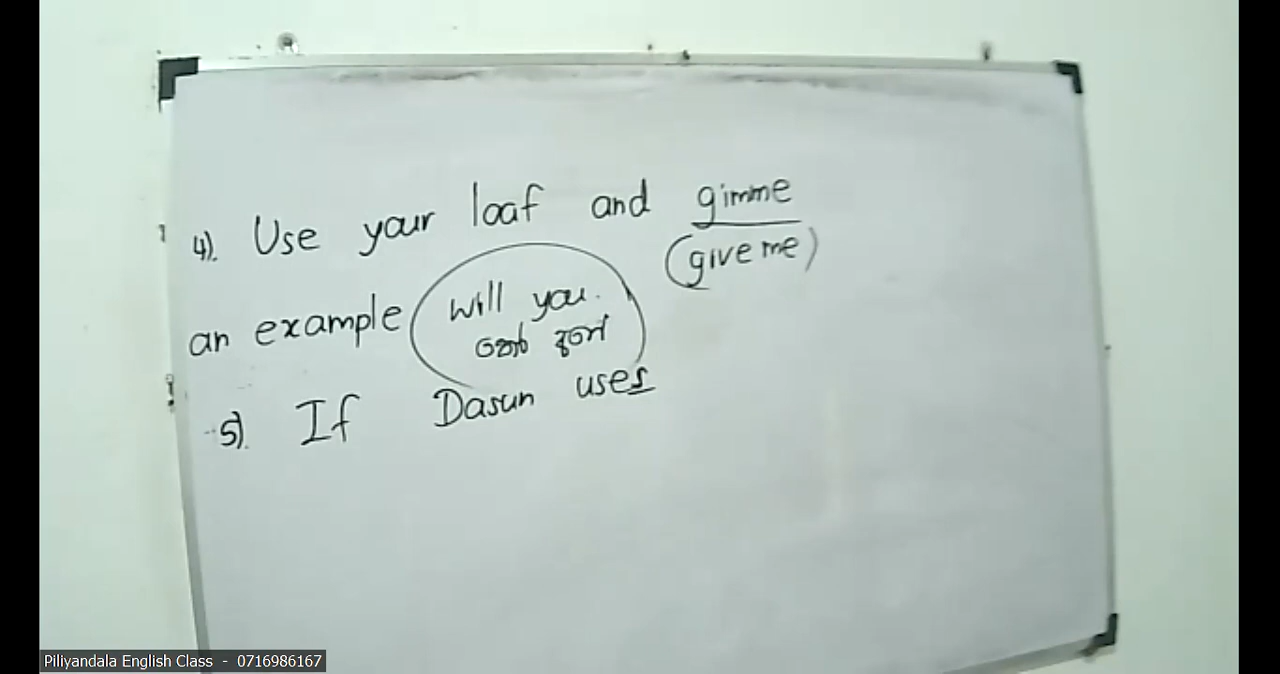 4). Use your loaf and gimme
(give me)
an example
will you.
5). If Dasun uses
Piliyandala English Class - 0716986167